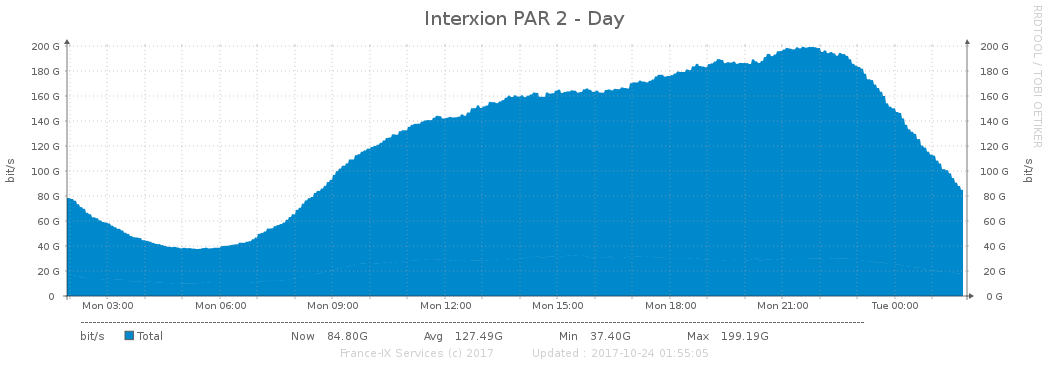 Interxion PAR 2 - Day
RRDTOOL / TOBI OETIKER
bit/s
bit/s
200 G 200 G
180 G 180 G
160 G 160 G
140 G 140 G
120 G 120 G
100 G 100 G
80 G 80 G
60 G 60 G
40 G 40 G
20 G 20 G
0 0 G
Mon 03:00 Mon 06:00 Mon 09:00 Mon 12:00 Mon 15:00 Mon 18:00 Mon 21:00 Tue 00:00
bit/s Total Now 84.80G Avg 127.49G Min 37.40G Max 199.19G
France-IX Services (c) 2017 Updated : 2017-10-24 01:55:05